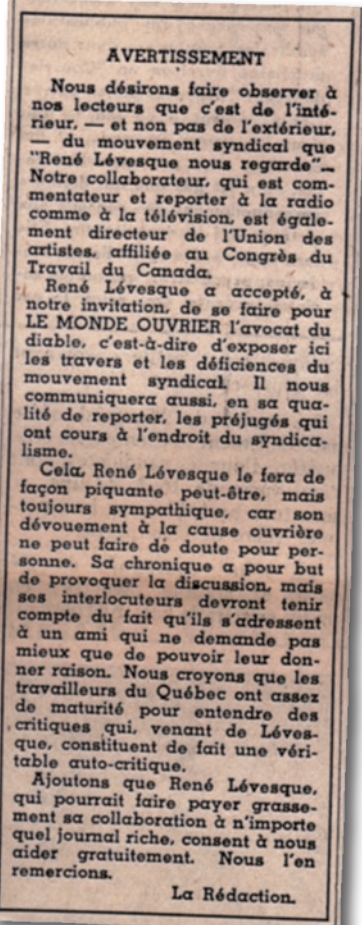 AVERTISSEMENT
Nous désirons faire observer à
nos lecteurs que c'est de l'inté-
rieur, — et non pas de l'extérieur,
— du mouvement syndical que
"René Lévesque nous regarde"—
Notre collaborateur, qui est com-
mentateur et reporter à la radio
comme à la télévision, est égale-
ment directeur de l'Union des
artistes, affiliée au Congrès du
Travail du Canada.
René Lévesque a accepté, à
notre invitation, de se faire pour
LE MONDE OUVRIER l'avocat du
diable, c'est-à-dire d'exposer ici
les travers et les déficiences du
mouvement syndical. Il nous
communiquera aussi, en sa qua-
lité de reporter, les préjugés qui
ont cours à l'endroit du syndica-
lisme.
Cela, René Lévesque le fera de
façon piquante peut-être, mais
toujours sympathique, car son
dévouement à la cause ouvrière
ne peut faire de doute pour per-
sonne. Sa chronique a pour but
de provoquer la discussion, mais
ses interlocuteurs devront tenir
compte du fait qu'ils s'adressent
à un ami qui ne demande pas
mieux que de pouvoir leur don-
ner raison. Nous croyons que les
travailleurs du Québec ont assez
de maturité pour entendre des
critiques qui, venant de Léves-
que, constituent de fait une véri-
table auto-critique.
Ajoutons que René Lévesque,
qui pourrait faire payer grasse-
ment sa collaboration à n'importe
quel journal riche, consent à nous
aider gratuitement. Nous l'en
remercions.
La Rédaction.